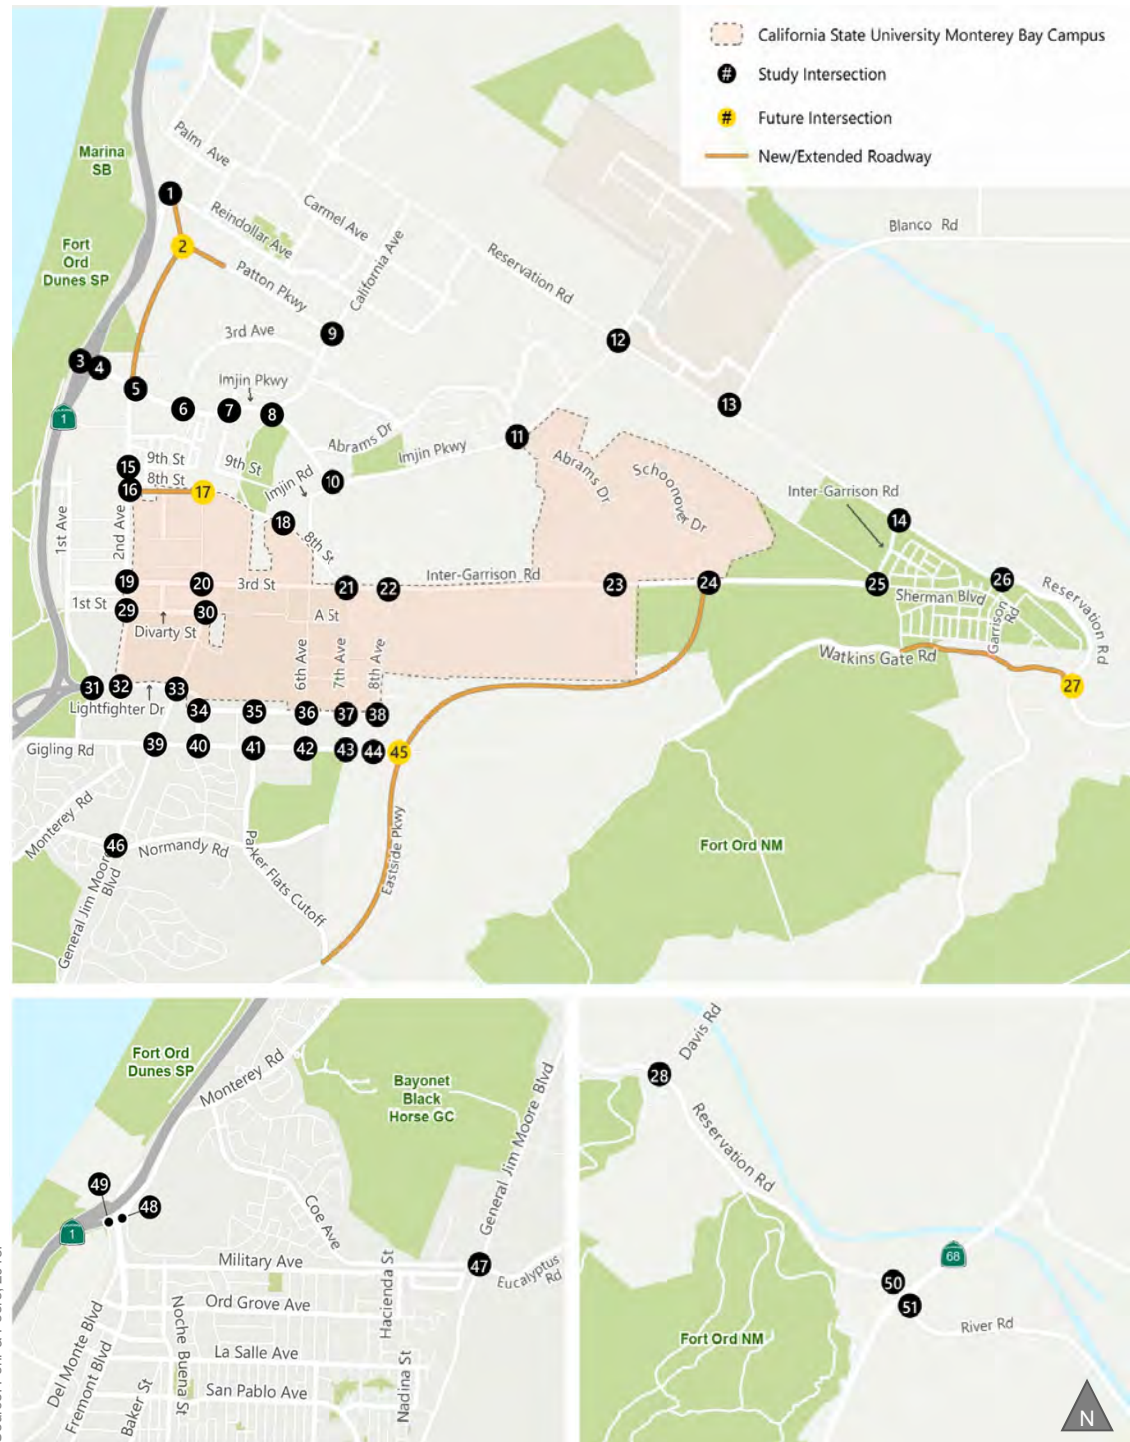 California State University Monterey Bay Campus
#
Study Intersection
#
Future Intersection
New/Extended Roadway
Palm Ave
Marina
SB
1
Reindollar Ave
Carmel Ave
California Ave
Blanco Rd
Fort
Ord
Dunes SP
2
Patton Pkwy
Reservation Rd
3rd Ave
9
12
3
4
5
Imjin Pkwy
13
1
6
7
8
11
Abrams Dr
Imjin Pkwy
Abrams Dr
Schoonover Dr
15
9th St
9th St
8th St
Imjin Rd
10
16
17
Inter-Garrison Rd
14
1st Ave
2nd Ave
18
8th St
19
20
3rd St
21
22
Inter-Garrison Rd
23
24
25
26
Sherman Blvd
Garrison
Rd
Reservation Rd
1st St
29
30
A St
Divarty St
6th Ave
7th Ave
8th Ave
Watkins Gate Rd
27
31
32
33
Lightfighter Dr
34
35
36
37
38
Gigling Rd
39
40
41
42
43
44
45
Monterey Rd
46
Normandy Rd
Parker Flats Cutoff
Eastside Pkwy
Fort Ord NM
General Jim Moore
Blvd
Fort Ord
Dunes SP
Monterey Rd
Bayonet
Black
Horse GC
General Jim Moore Blvd
49
48
1
Coe Ave
Military Ave
Hacienda St
47
Eucalyptus
Rd
Ord Grove Ave
Del Monte Blvd
Fremont Blvd
Noche Buena St
La Salle Ave
Baker St
San Pablo Ave
Nadina St
Davis Rd
28
Reservation Rd
68
50
51
River Rd
Fort Ord NM
N